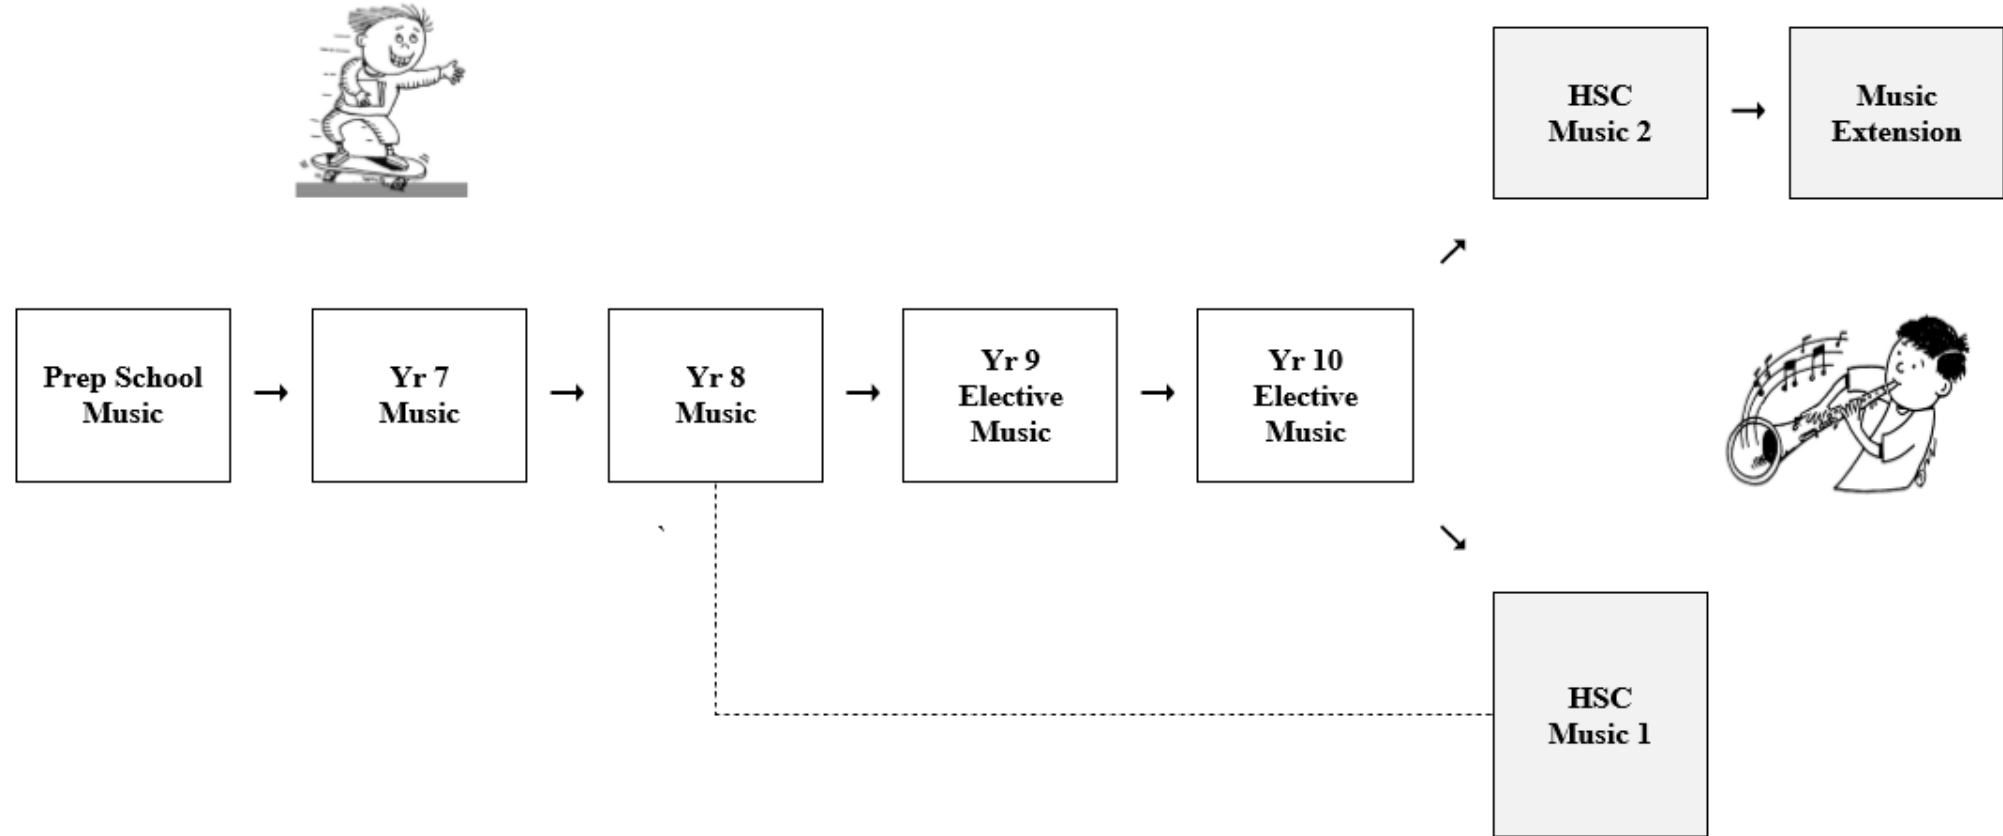 HSC
Music 2
Music
Extension
Prep School
Music
Yr 7
Music
Yr 8
Music
Yr 9
Elective
Music
Yr 10
Elective
Music
HSC
Music 1